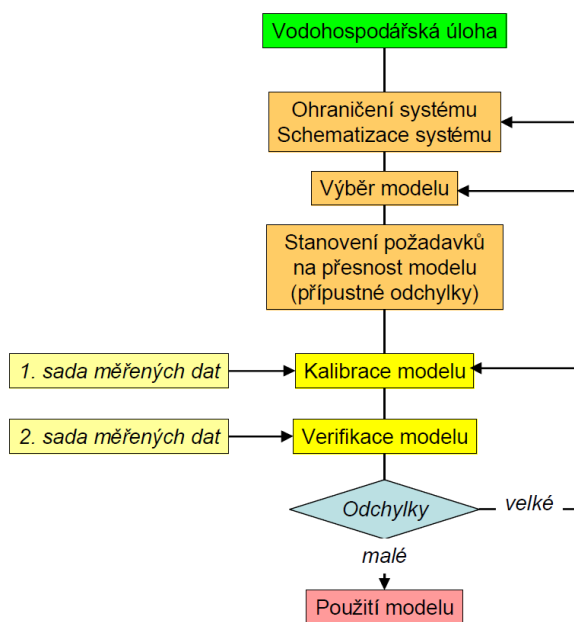 Vodohospodářská úloha
Ohraničení systému
Schematizace systému
Výběr modelu
Stanovení požadavků
na přesnost modelu
(přípustné odchylky)
1. sada měřených dat
Kalibrace modelu
2. sada měřených dat
Verifikace modelu
Odchylky
velké
malé
Použití modelu